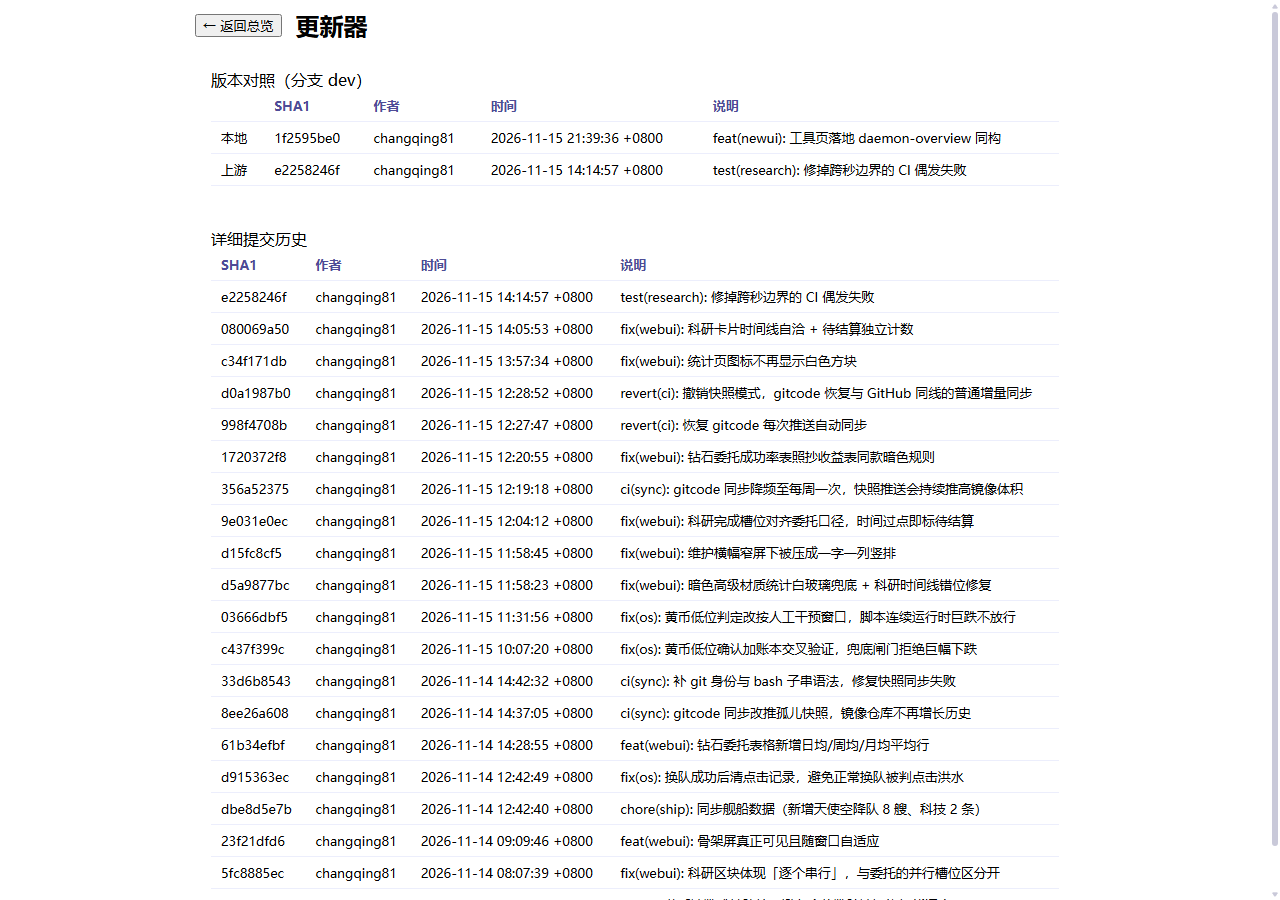 ← 返回总览 更新器
版本对照（分支 dev）
SHA1 作者 时间 说明
本地 1f2595be0 changqing81 2026-11-15 21:39:36 +0800 feat(newui): 工具页落地 daemon-overview 同构
上游 e2258246f changqing81 2026-11-15 14:14:57 +0800 test(research): 修掉跨秒边界的 CI 偶发失败
详细提交历史
SHA1 作者 时间 说明
e2258246f changqing81 2026-11-15 14:14:57 +0800 test(research): 修掉跨秒边界的 CI 偶发失败
080069a50 changqing81 2026-11-15 14:05:53 +0800 fix(webui): 科研卡片时间线自洽 + 待结算独立计数
c34f171db changqing81 2026-11-15 13:57:34 +0800 fix(webui): 统计页图标不再显示白色方块
d0a1987b0 changqing81 2026-11-15 12:28:52 +0800 revert(ci): 撤销快照模式，gitcode 恢复与 GitHub 同线的普通增量同步
998f4708b changqing81 2026-11-15 12:27:47 +0800 revert(ci): 恢复 gitcode 每次推送自动同步
1720372f8 changqing81 2026-11-15 12:20:55 +0800 fix(webui): 钻石委托成功率表照抄收益表同款暗色规则
356a52375 changqing81 2026-11-15 12:19:18 +0800 ci(sync): gitcode 同步降频至每周一次，快照推送会持续推高镜像体积
9e031e0ec changqing81 2026-11-15 12:04:12 +0800 fix(webui): 科研完成槽位对齐委托口径，时间过点即标待结算
d15fc8cf5 changqing81 2026-11-15 11:58:45 +0800 fix(webui): 维护横幅窄屏下被压成一字一列竖排
d5a9877bc changqing81 2026-11-15 11:58:23 +0800 fix(webui): 暗色高级材质统计白玻璃兜底 + 科研时间线错位修复
03666dbf5 changqing81 2026-11-15 11:31:56 +0800 fix(os): 黄币低位判定改按人工干预窗口，脚本连续运行时巨跌不放行
c437f399c changqing81 2026-11-15 10:07:20 +0800 fix(os): 黄币低位确认加账本交叉验证，兜底闸门拒绝巨幅下跌
33d6b8543 changqing81 2026-11-14 14:42:32 +0800 ci(sync): 补 git 身份与 bash 子串语法，修复快照同步失败
8ee26a608 changqing81 2026-11-14 14:37:05 +0800 ci(sync): gitcode 同步改推孤儿快照，镜像仓库不再增长历史
61b34efbf changqing81 2026-11-14 14:28:55 +0800 feat(webui): 钻石委托表格新增日均/周均/月均平均行
d915363ec changqing81 2026-11-14 12:42:49 +0800 fix(os): 换队成功后清点击记录，避免正常换队被判点击洪水
dbe8d5e7b changqing81 2026-11-14 12:42:40 +0800 chore(ship): 同步舰船数据（新增天使空降队 8 艘、科技 2 条）
23f21dfd6 changqing81 2026-11-14 09:09:46 +0800 feat(webui): 骨架屏真正可见且随窗口自适应
5fc8885ec changqing81 2026-11-14 08:07:39 +0800 fix(webui): 科研区块体现「逐个串行」，与委托的并行槽位区分开